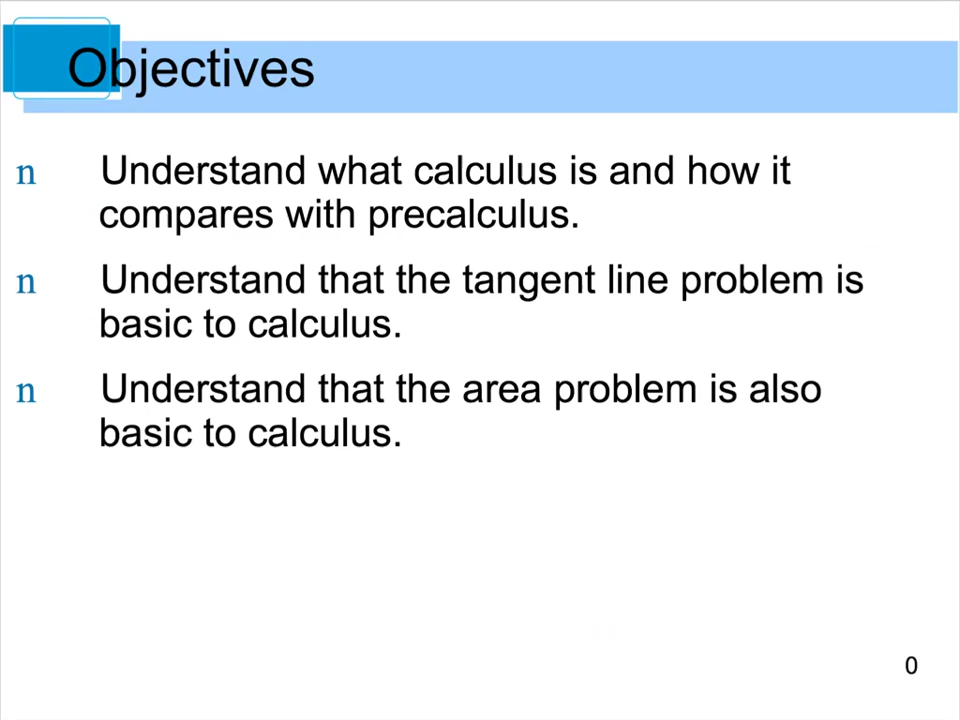 Objectives
n Understand what calculus is and how it
compares with precalculus.
n Understand that the tangent line problem is
basic to calculus.
n Understand that the area problem is also
basic to calculus.
0